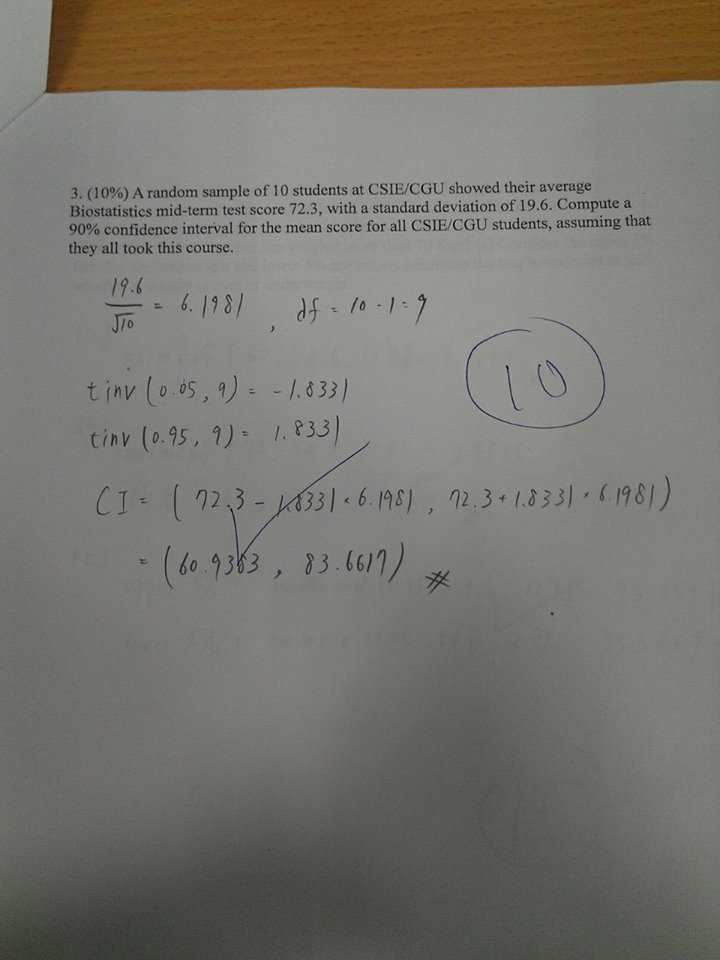 3. (10%) A random sample of 10 students at CSIE/CGU showed their average
Biostatistics mid-term test score 72.3, with a standard deviation of 19.6. Compute a
90% confidence interval for the mean score for all CSIE/CGU students, assuming that
they all took this course.
19.6 / √10 = 6.1981 , df = 10 - 1 = 9
tinv (0.05, 9) = -1.8331
tinv (0.95, 9) = 1.8331
10
CI = ( 72.3 - 1.8331 × 6.1981 , 72.3 + 1.8331 × 6.1981 )
= (60.9383 , 83.6617) #